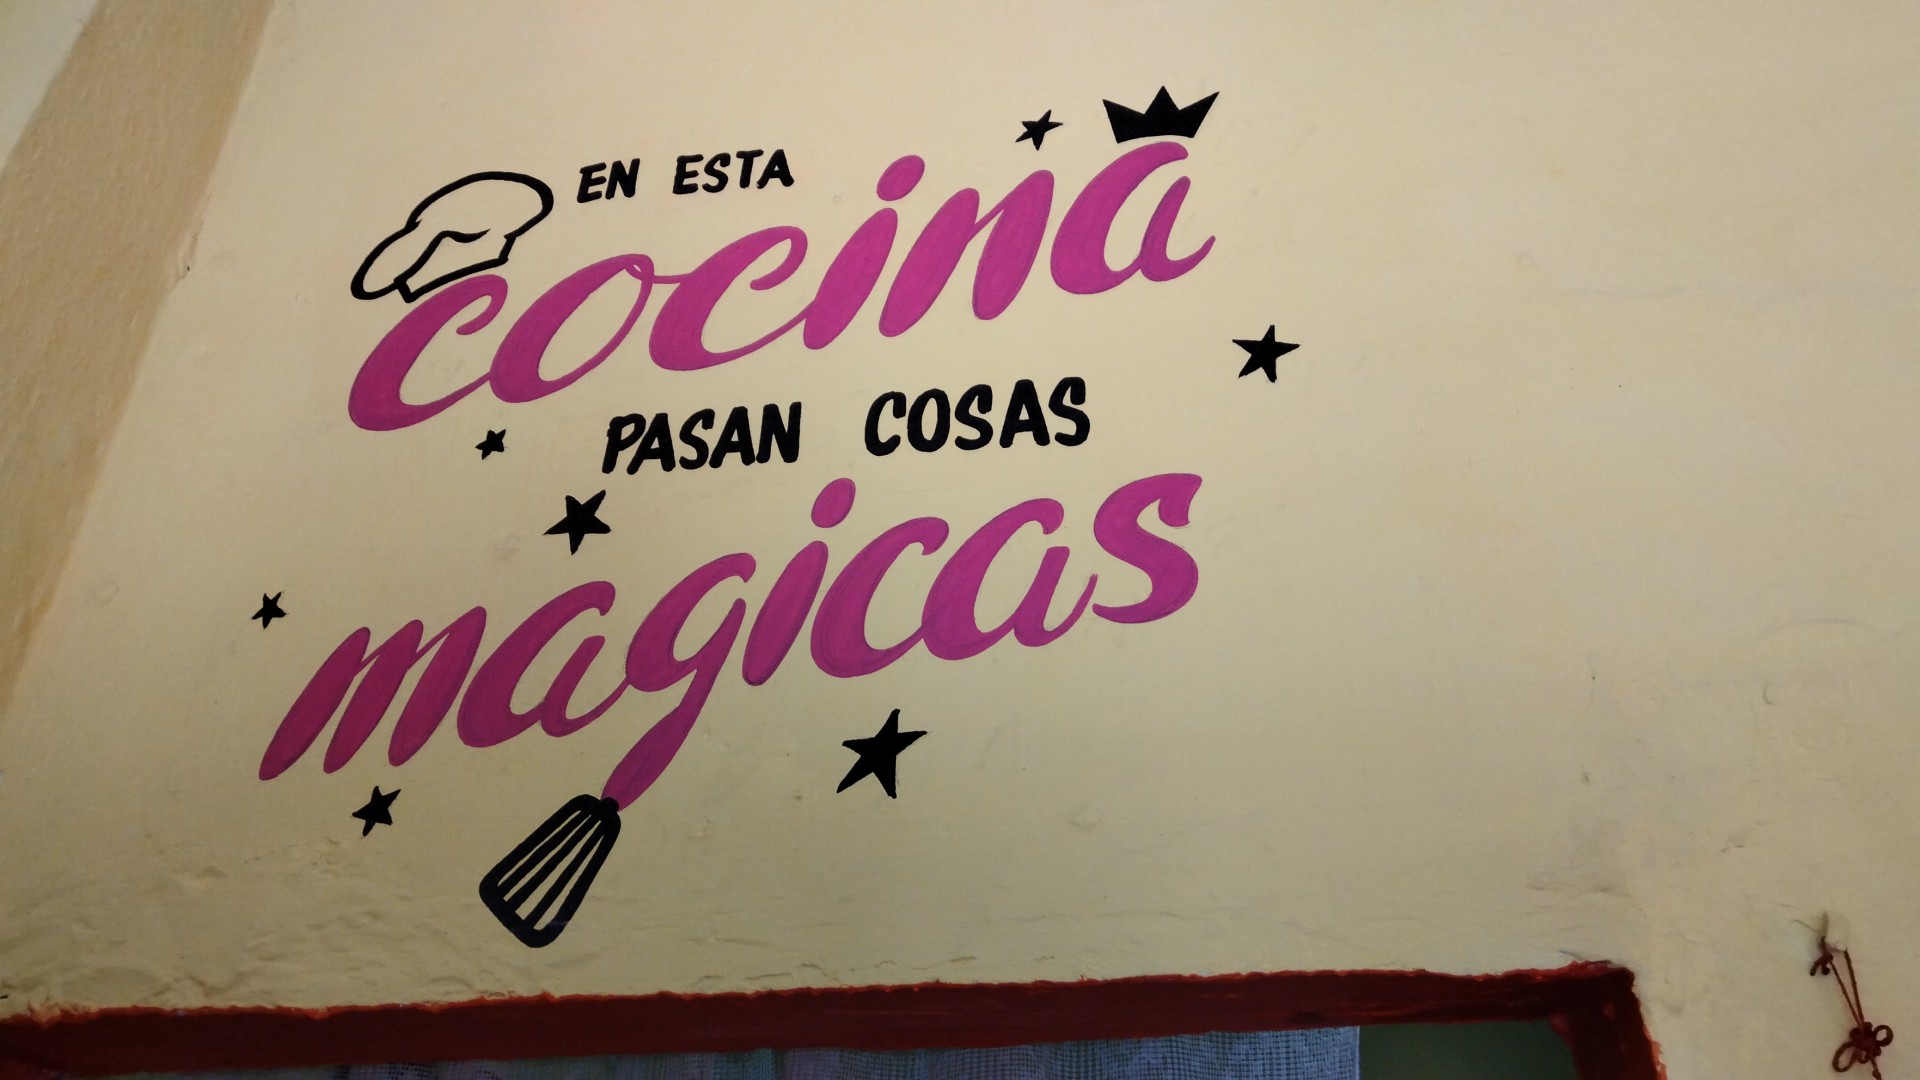 EN ESTA
cocina
PASAN COSAS
magicas